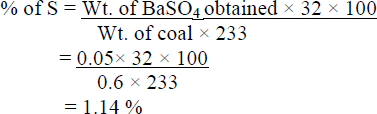 % of S = Wt. of BaSO₄ obtained × 32 × 100
Wt. of coal × 233
= 0.05× 32 × 100
0.6 × 233
= 1.14 %